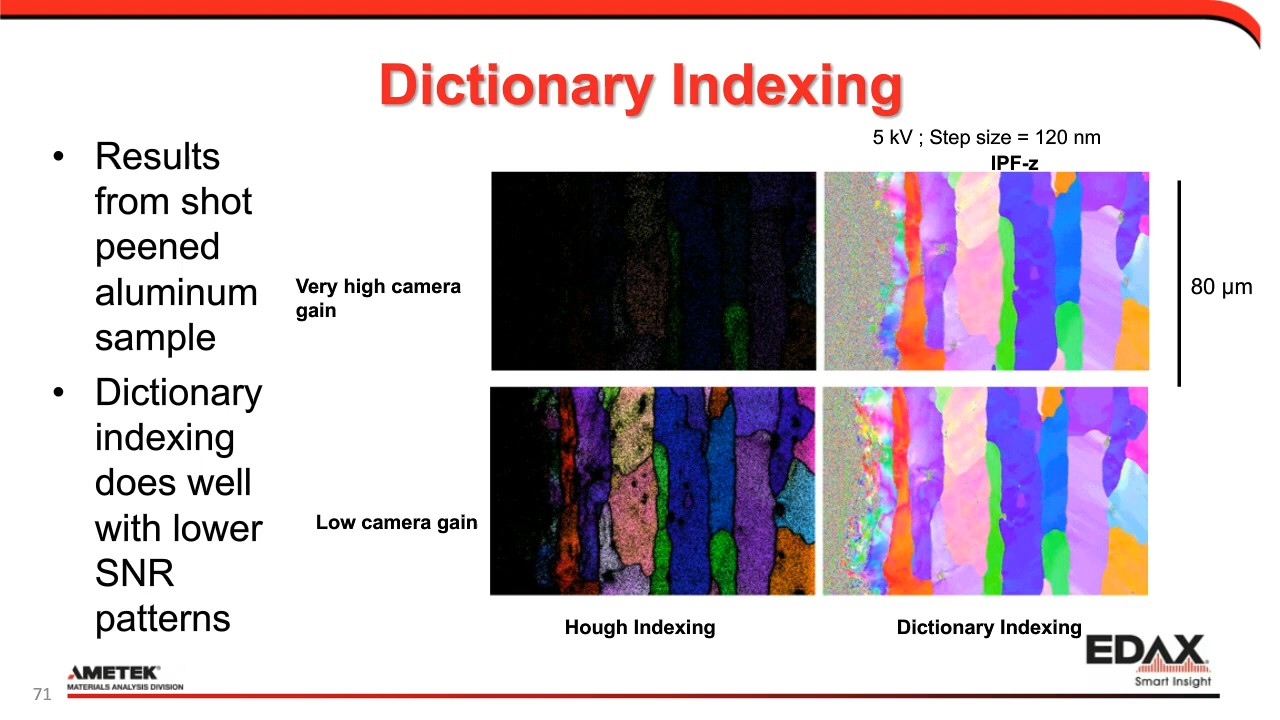 Dictionary Indexing
• Results
from shot
peened
aluminum
sample
• Dictionary
indexing
does well
with lower
SNR
patterns
5 kV ; Step size = 120 nm
IPF-z
Very high camera
gain
80 µm
Low camera gain
Hough Indexing
Dictionary Indexing
71
AMETEK®
MATERIALS ANALYSIS DIVISION
EDAX®
Smart Insight